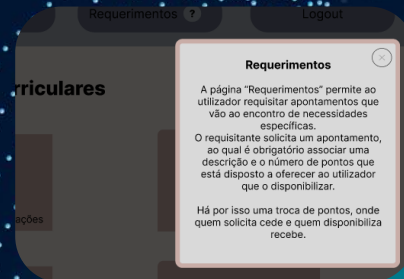 Requerimentos ?
Logout
rriculares
ações
Requerimentos
A página "Requerimentos" permite ao
utilizador requisitar apontamentos que
vão ao encontro de necessidades
específicas.
O requisitante solicita um apontamento,
ao qual é obrigatório associar uma
descrição e o número de pontos que
está disposto a oferecer ao utilizador
que o disponibilizar.
Há por isso uma troca de pontos, onde
quem solicita cede e quem disponibiliza
recebe.